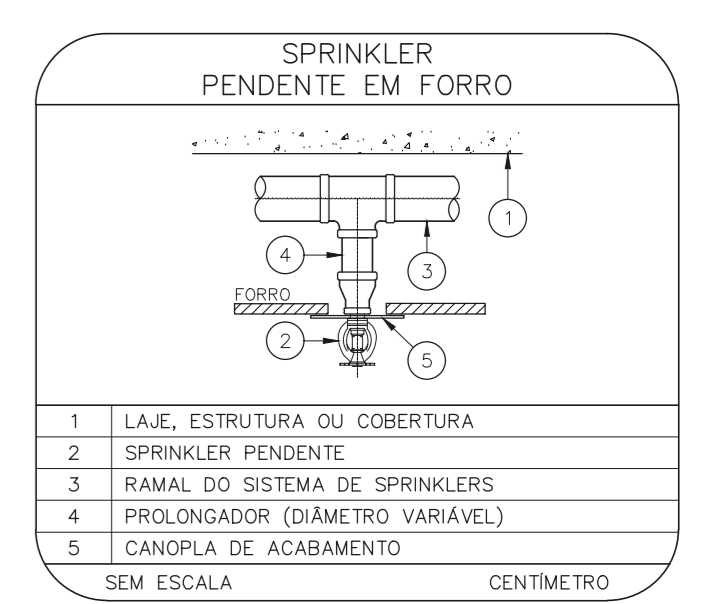 SPRINKLER
PENDENTE EM FORRO
1
4
3
FORRO
2
5
1 LAJE, ESTRUTURA OU COBERTURA
2 SPRINKLER PENDENTE
3 RAMAL DO SISTEMA DE SPRINKLERS
4 PROLONGADOR (DIÂMETRO VARIÁVEL)
5 CANOPLA DE ACABAMENTO
SEM ESCALA CENTÍMETRO